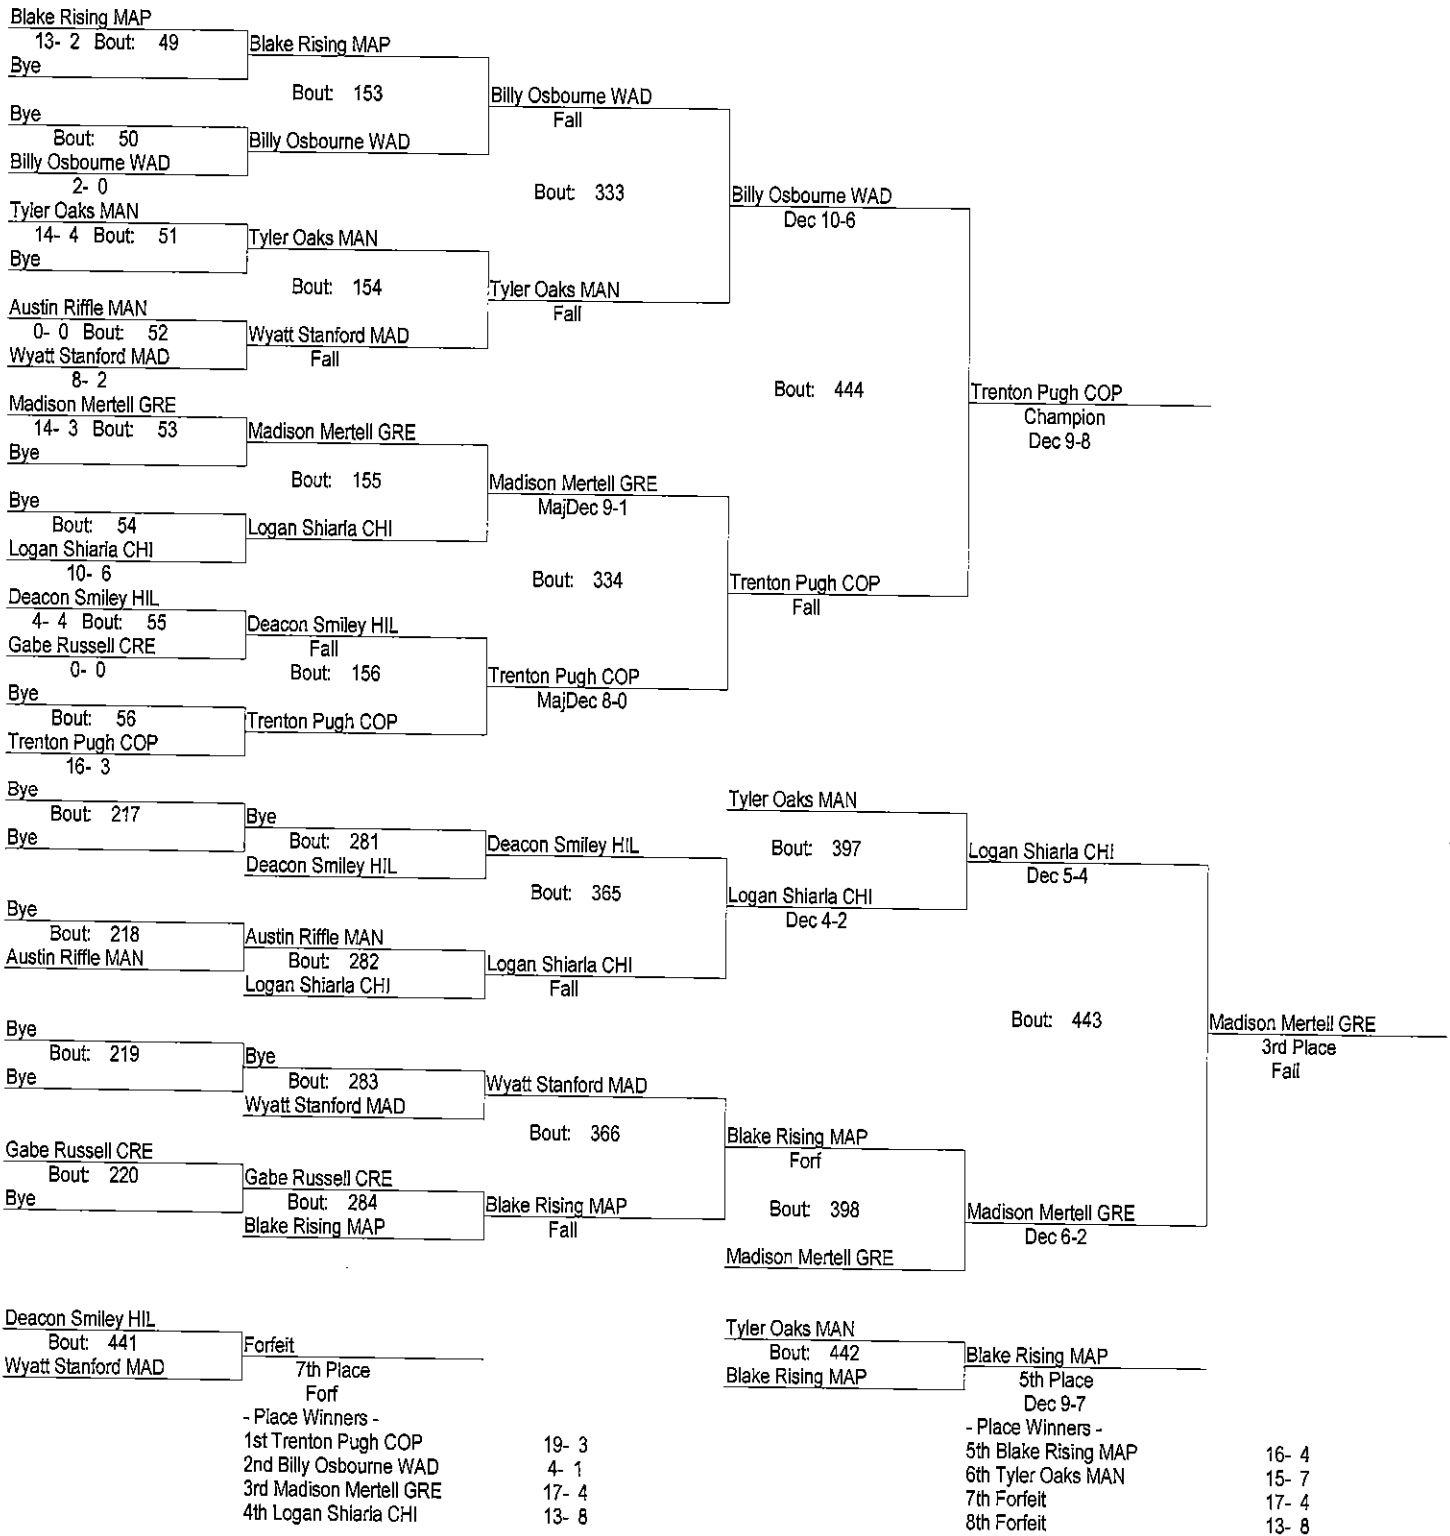 Blake Rising MAP
13- 2 Bout: 49
Bye
Blake Rising MAP
Bout: 153
Bye
Bout: 50
Billy Osbourne WAD
2- 0
Billy Osbourne WAD
Billy Osbourne WAD
Fall
Bout: 333
Tyler Oaks MAN
14- 4 Bout: 51
Bye
Tyler Oaks MAN
Bout: 154
Austin Riffle MAN
0- 0 Bout: 52
Wyatt Stanford MAD
8- 2
Wyatt Stanford MAD
Fall
Tyler Oaks MAN
Fall
Billy Osbourne WAD
Dec 10-6
Bout: 444
Madison Mertell GRE
14- 3 Bout: 53
Bye
Madison Mertell GRE
Bout: 155
Bye
Bout: 54
Logan Shiarla CHI
10- 6
Logan Shiarla CHI
Madison Mertell GRE
MajDec 9-1
Bout: 334
Deacon Smiley HIL
4- 4 Bout: 55
Gabe Russell CRE
0- 0
Deacon Smiley HIL
Fall
Bout: 156
Bye
Bout: 56
Trenton Pugh COP
16- 3
Trenton Pugh COP
Trenton Pugh COP
MajDec 8-0
Trenton Pugh COP
Fall
Trenton Pugh COP
Champion
Dec 9-8
Bye
Bout: 217
Bye
Bye
Bout: 281
Deacon Smiley HIL
Deacon Smiley HIL
Bout: 365
Bye
Bout: 218
Austin Riffle MAN
Austin Riffle MAN
Bout: 282
Logan Shiarla CHI
Logan Shiarla CHI
Fall
Tyler Oaks MAN
Bout: 397
Logan Shiarla CHI
Dec 4-2
Logan Shiarla CHI
Dec 5-4
Bout: 443
Bye
Bout: 219
Bye
Bye
Bout: 283
Wyatt Stanford MAD
Wyatt Stanford MAD
Bout: 366
Gabe Russell CRE
Bout: 220
Bye
Gabe Russell CRE
Bout: 284
Blake Rising MAP
Blake Rising MAP
Fall
Blake Rising MAP
Forf
Bout: 398
Madison Mertell GRE
Madison Mertell GRE
Dec 6-2
Madison Mertell GRE
3rd Place
Fall
Deacon Smiley HIL
Bout: 441
Wyatt Stanford MAD
Forfeit
7th Place
Forf
Tyler Oaks MAN
Bout: 442
Blake Rising MAP
Blake Rising MAP
5th Place
Dec 9-7
- Place Winners -
1st Trenton Pugh COP 19- 3
2nd Billy Osbourne WAD 4- 1
3rd Madison Mertell GRE 17- 4
4th Logan Shiarla CHI 13- 8
- Place Winners -
5th Blake Rising MAP 16- 4
6th Tyler Oaks MAN 15- 7
7th Forfeit 17- 4
8th Forfeit 13- 8